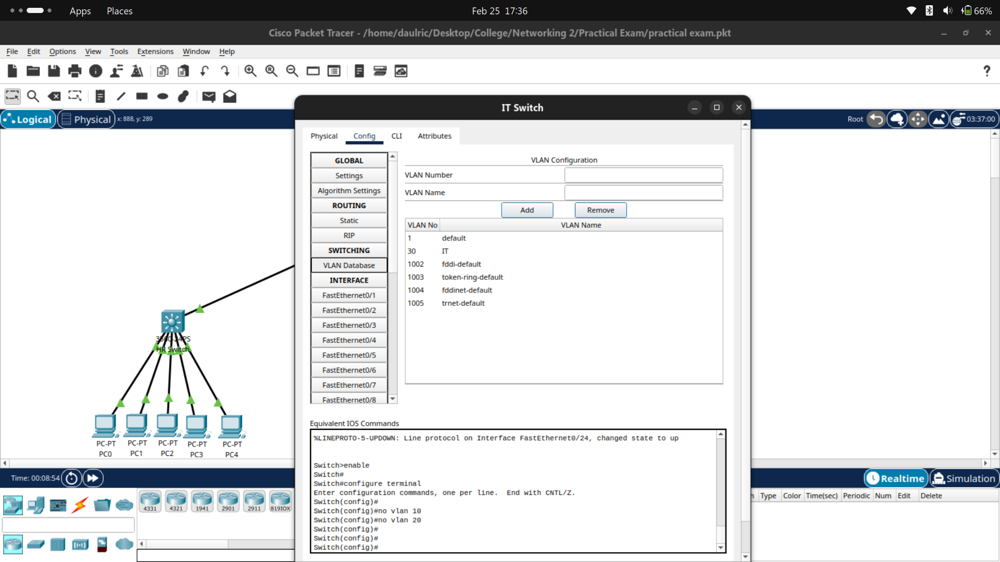 Apps Places Feb 25 17:36 66%
Cisco Packet Tracer - /home/daulric/Desktop/College/Networking 2/Practical Exam/practical exam.pkt
File Edit Options View Tools Extensions Window Help
IT Switch
Logical Physical x: 888, y: 289 Root 03:37:00
Physical Config CLI Attributes
GLOBAL
Settings
Algorithm Settings
ROUTING
Static
RIP
SWITCHING
VLAN Database
INTERFACE
FastEthernet0/1
FastEthernet0/2
FastEthernet0/3
FastEthernet0/4
FastEthernet0/5
FastEthernet0/6
FastEthernet0/7
FastEthernet0/8
VLAN Configuration
VLAN Number
VLAN Name
Add Remove
VLAN No VLAN Name
1 default
30 IT
1002 fddi-default
1003 token-ring-default
1004 fddinet-default
1005 trnet-default
3560-24PS
HR Switch
PC-PT PC-PT PC-PT PC-PT PC-PT
PC0 PC1 PC2 PC3 PC4
Equivalent IOS Commands
%LINEPROTO-5-UPDOWN: Line protocol on Interface FastEthernet0/24, changed state to up
Switch>enable
Switch#
Switch#configure terminal
Enter configuration commands, one per line.  End with CNTL/Z.
Switch(config)#
Switch(config)#no vlan 10
Switch(config)#no vlan 20
Switch(config)#
Switch(config)#
Switch(config)#
Time: 00:08:54 Realtime Simulation
4331 4321 1941 2901 2911 819IOX
Type Color Time(sec) Periodic Num Edit Delete